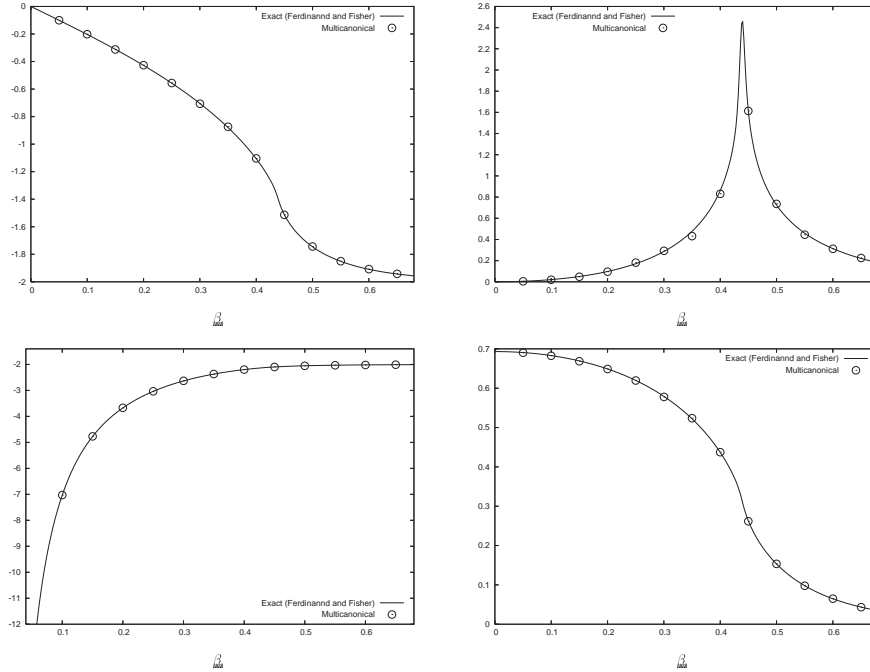 Exact (Ferdinannd and Fisher)
Multicanonical
0
-0.2
-0.4
-0.6
-0.8
-1
-1.2
-1.4
-1.6
-1.8
-2
0 0.1 0.2 0.3 0.4 0.5 0.6
β
Exact (Ferdinannd and Fisher)
Multicanonical
2.6
2.4
2.2
2
1.8
1.6
1.4
1.2
1
0.8
0.6
0.4
0.2
0
0 0.1 0.2 0.3 0.4 0.5 0.6
β
-2
-3
-4
-5
-6
-7
-8
-9
-10
-11
-12
Exact (Ferdinannd and Fisher)
Multicanonical
0.1 0.2 0.3 0.4 0.5 0.6
β
0.7
0.6
0.5
0.4
0.3
0.2
0.1
0
Exact (Ferdinannd and Fisher)
Multicanonical
0 0.1 0.2 0.3 0.4 0.5 0.6
β